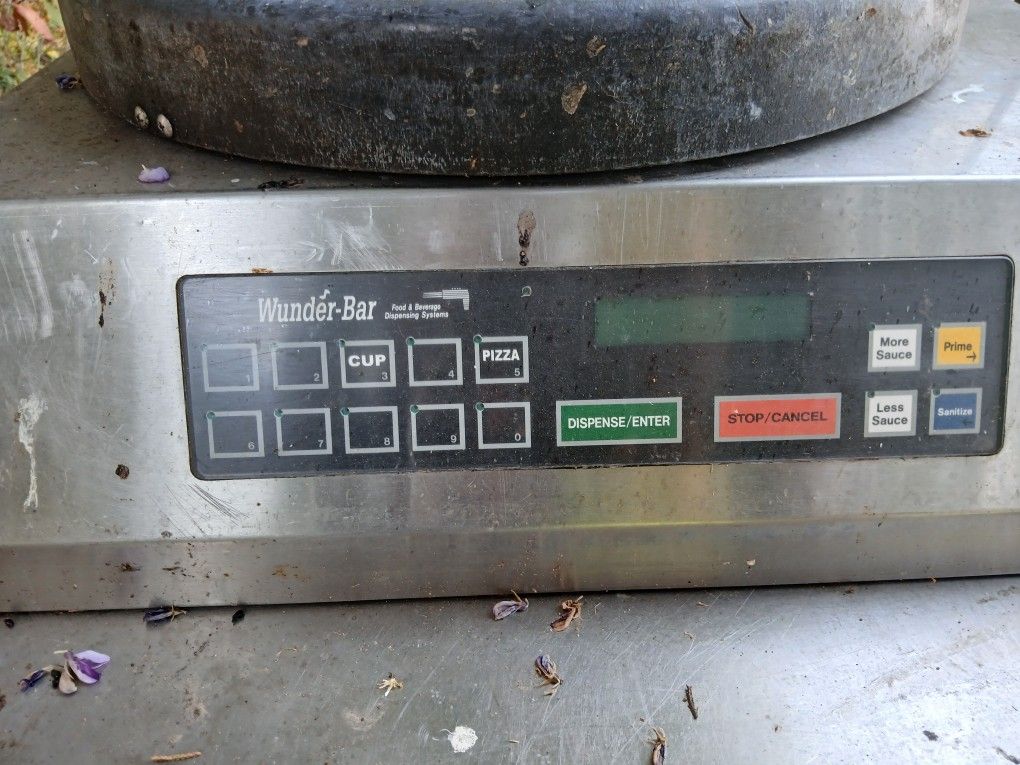 Wunder-Bar
Food & Beverage
Dispensing Systems
1
2
CUP
3
4
PIZZA
5
6
7
8
9
0
DISPENSE/ENTER
STOP/CANCEL
More
Sauce
Prime
Less
Sauce
Sanitize